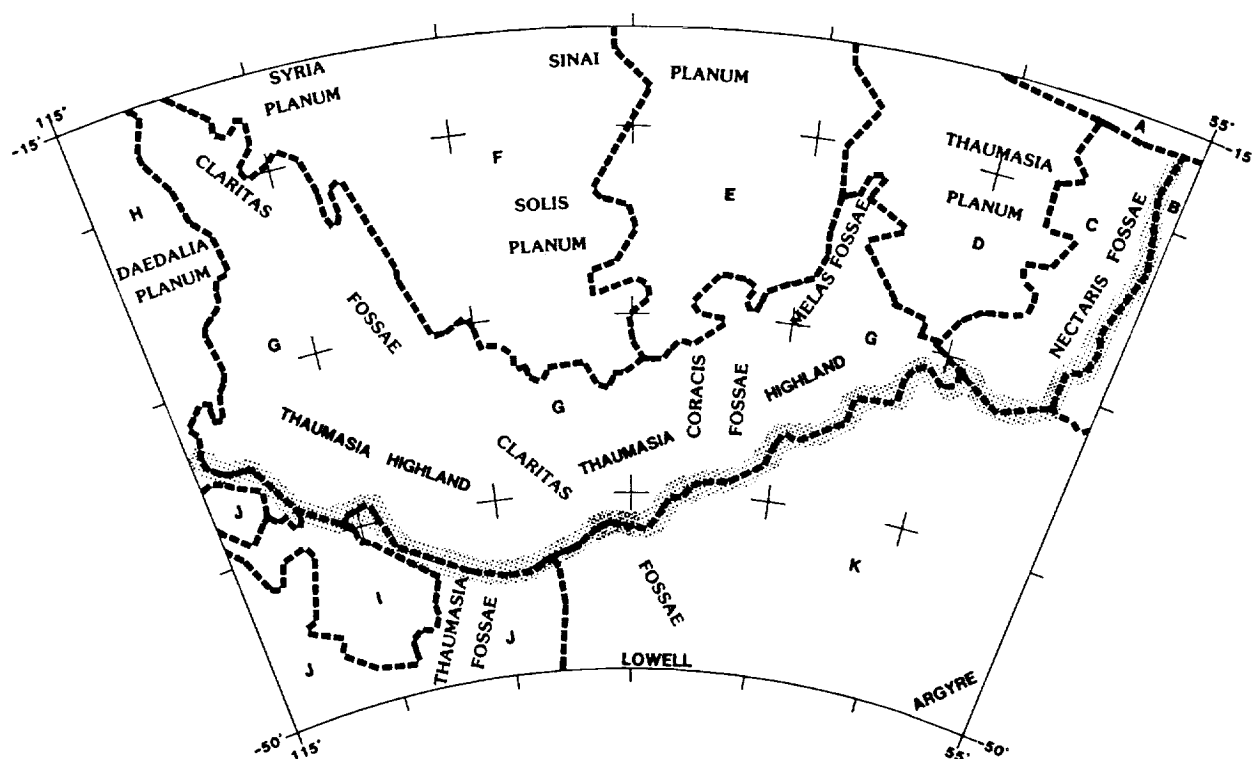 SYRIA
PLANUM
SINAI
PLANUM
A
115°
-15°
55°
-15
CLARITAS
F
THAUMASIA
PLANUM
H
E
SOLIS
PLANUM
D
C
B
DAEDALIA
PLANUM
MELAS FOSSAE
NECTARIS FOSSAE
FOSSAE
G
G
G
CORACIS
FOSSAE
HIGHLAND
THAUMASIA HIGHLAND
CLARITAS
THAUMASIA
J
K
I
THAUMASIA
FOSSAE
J
FOSSAE
J
LOWELL
ARGYRE
-50°
115°
55°
-50°